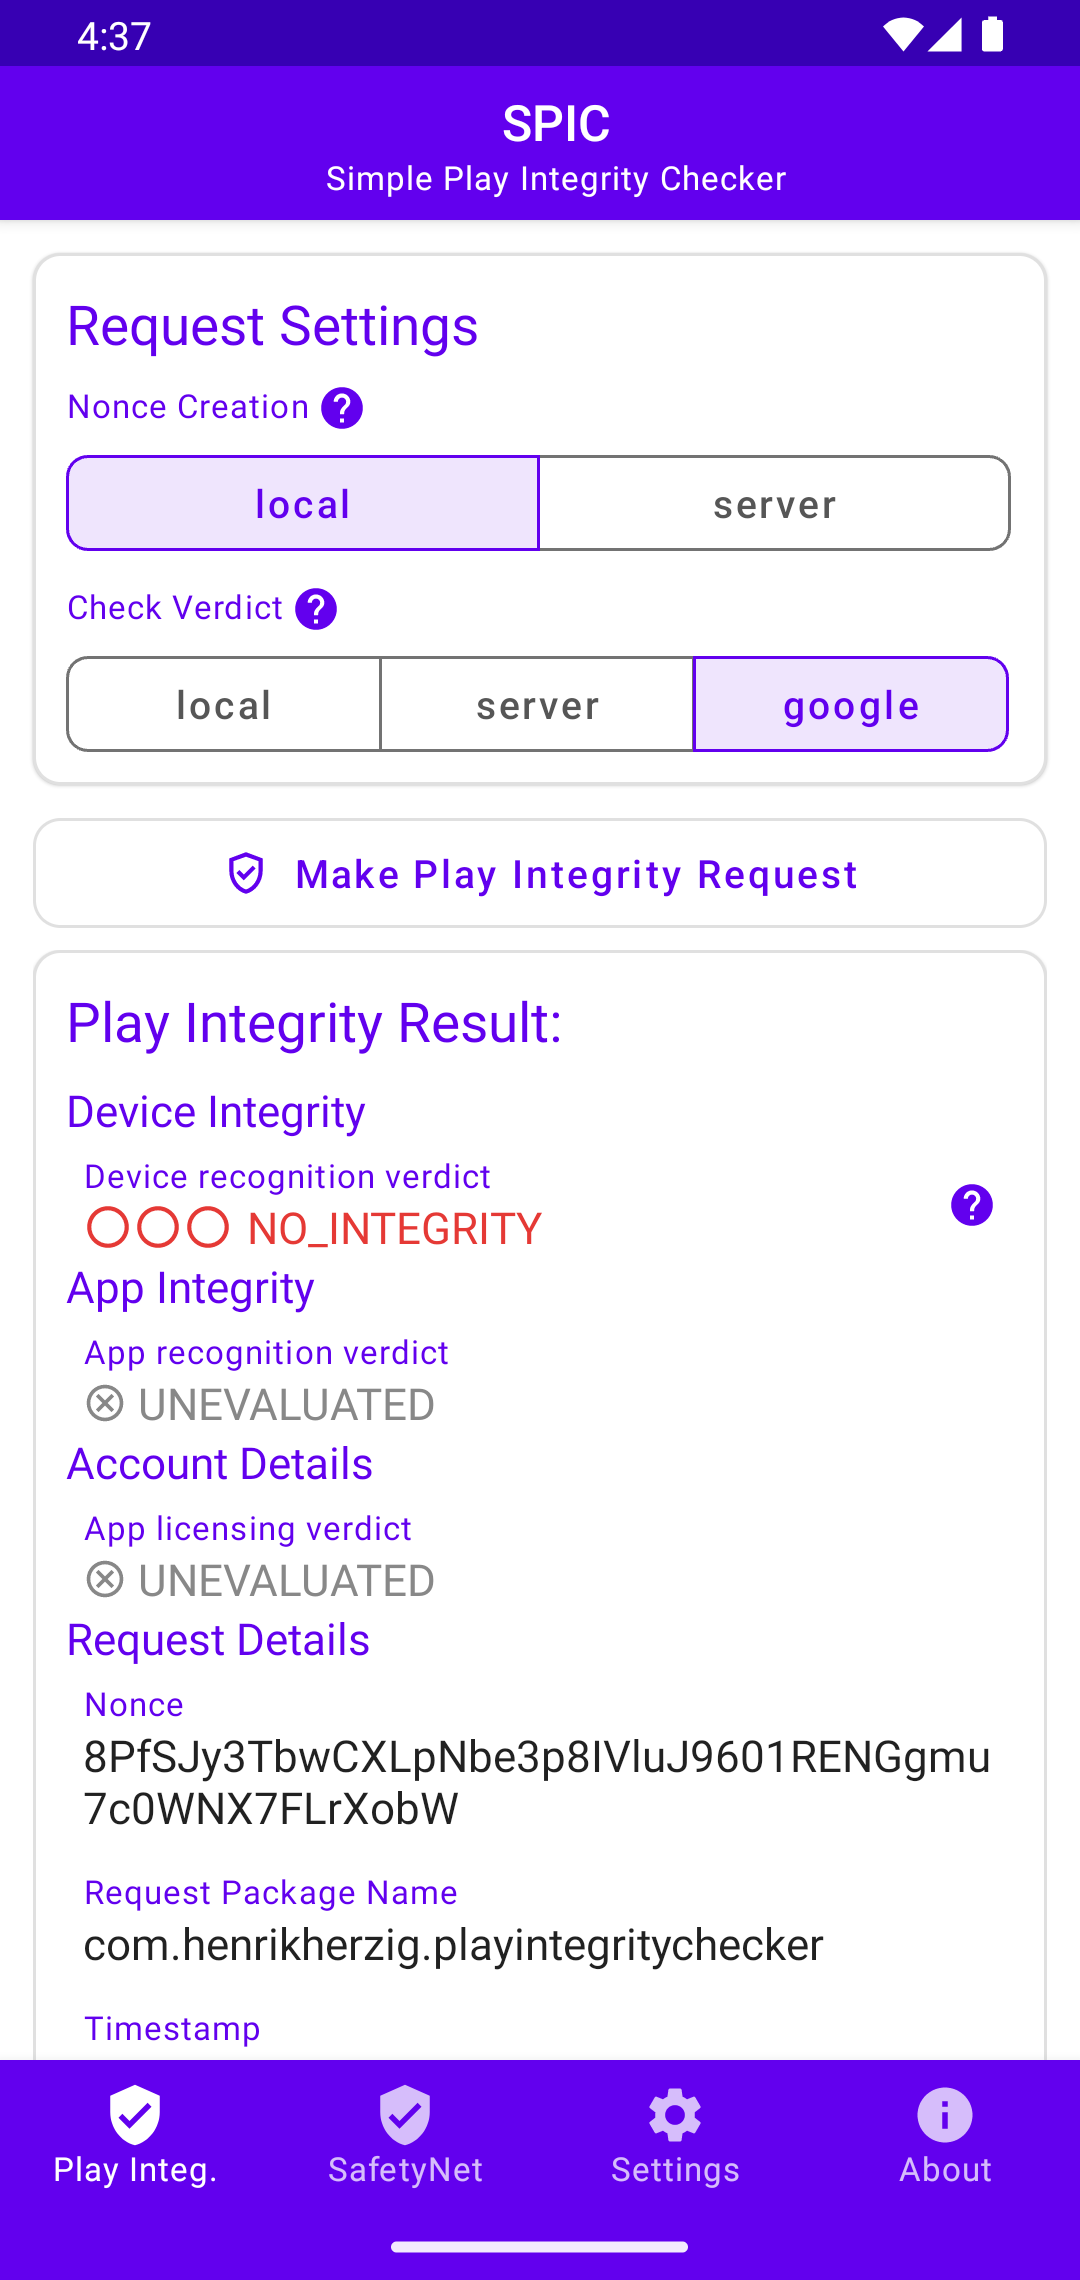 4:37
SPIC
Simple Play Integrity Checker
Request Settings
Nonce Creation
local
server
Check Verdict
local
server
google
Make Play Integrity Request
Play Integrity Result:
Device Integrity
Device recognition verdict
NO_INTEGRITY
App Integrity
App recognition verdict
UNEVALUATED
Account Details
App licensing verdict
UNEVALUATED
Request Details
Nonce
8PfSJy3TbwCXLpNbe3p8IVluJ9601RENGgmu
7c0WNX7FLrXobW
Request Package Name
com.henrikherzig.playintegritychecker
Timestamp
Play Integ.
SafetyNet
Settings
About